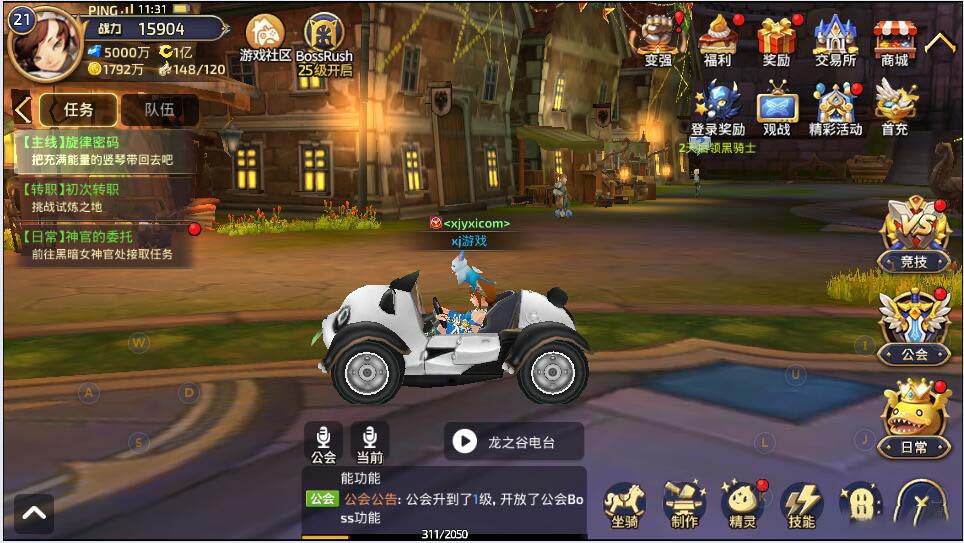 21
PING 11:31
战力 15904
5000万 1亿
1792万 148/120
游戏社区
BossRush
25级开启
变强
福利
奖励
交易所
商城
登录奖励
观战
精彩活动
首充
任务
队伍
【主线】旋律密码
把充满能量的竖琴带回去吧
【转职】初次转职
挑战试炼之地
【日常】神官的委托
前往黑暗女神官处接取任务
<xjyxicom>
xj游戏
VS
竞技
公会
日常
W
A
D
S
I
U
L
J
K
公会
当前
龙之谷电台
能功能
公会 公会公告: 公会升到了1级, 开放了公会Bo
ss功能
311/2050
坐骑
制作
精灵
技能